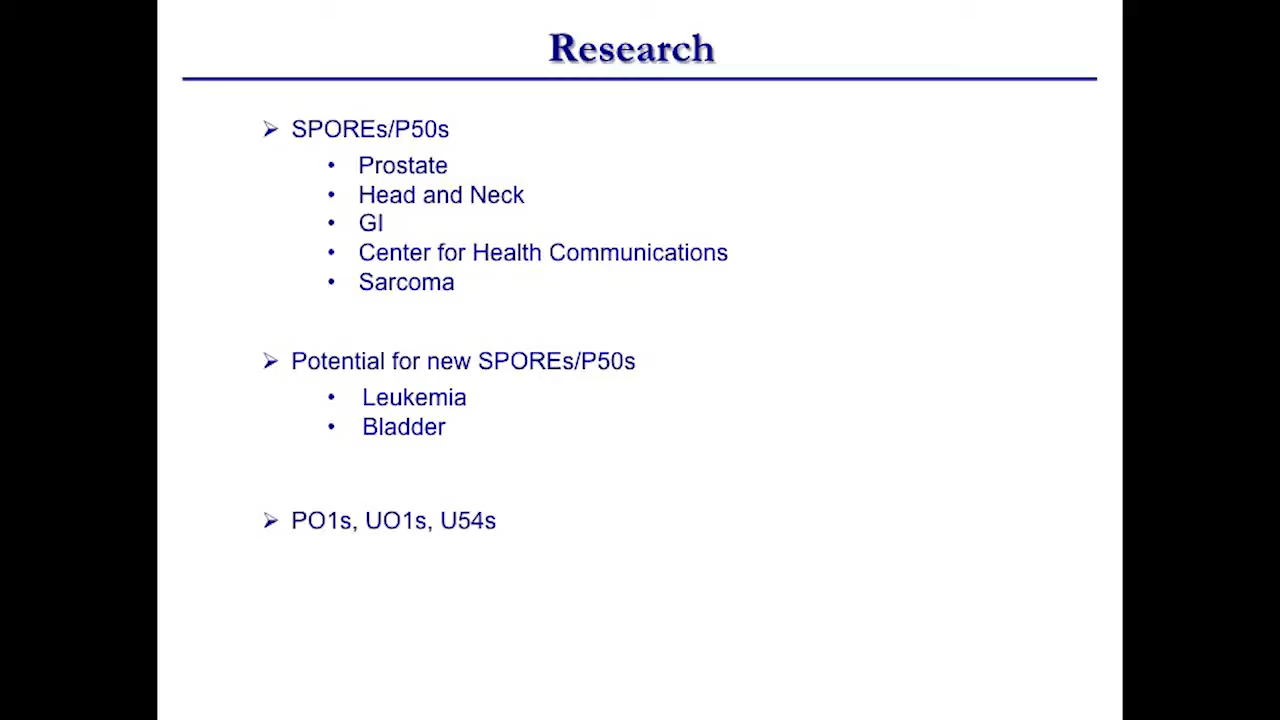 Research
➢ SPOREs/P50s
• Prostate
• Head and Neck
• GI
• Center for Health Communications
• Sarcoma
➢ Potential for new SPOREs/P50s
• Leukemia
• Bladder
➢ PO1s, UO1s, U54s